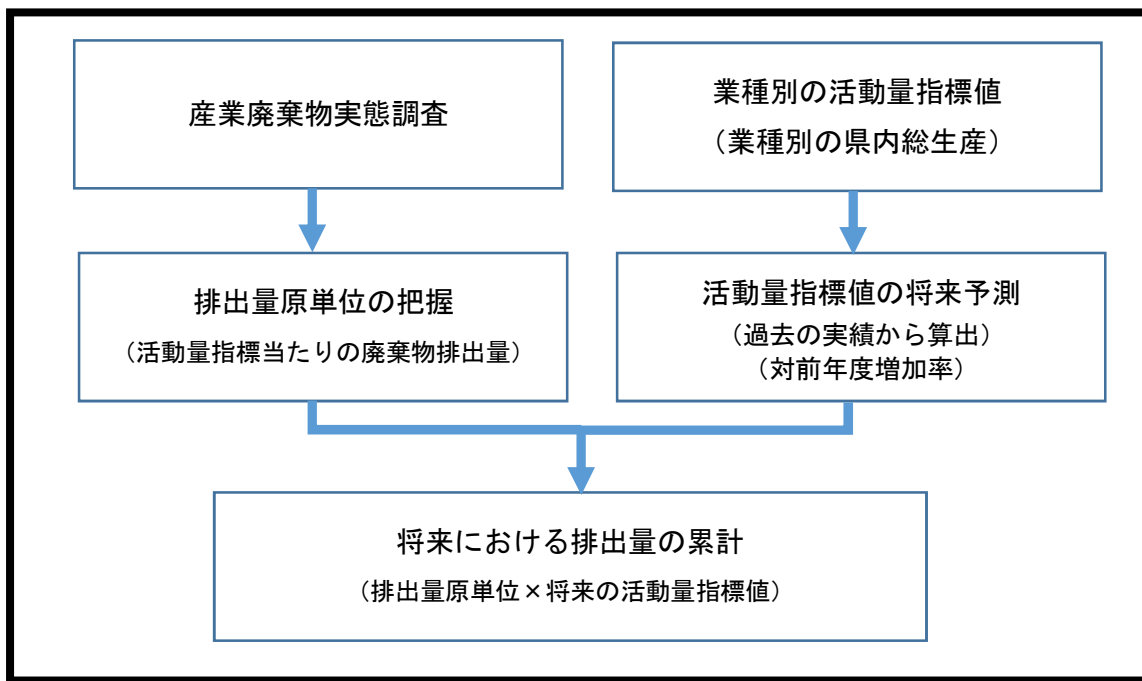 産業廃棄物実態調査
業種別の活動量指標値
（業種別の県内総生産）
排出量原単位の把握
（活動量指標当たりの廃棄物排出量）
活動量指標値の将来予測
（過去の実績から算出）
（対前年度増加率）
将来における排出量の累計
（排出量原単位×将来の活動量指標値）